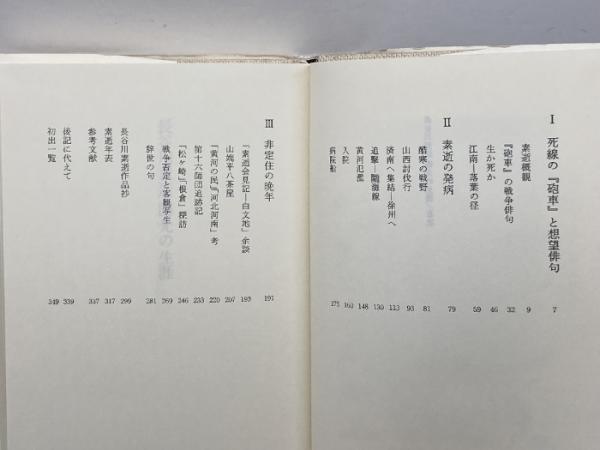 I 死線の『砲車』と想望俳句 7
素逝概観 9
『砲車』の戦争俳句 32
生か死か 46
江南―落葉の径 59
II 素逝の発病 79
酷寒の戦野 81
山西討伐行 93
済南へ集結―徐州へ 113
追撃―隴海線 130
黄河氾濫 148
入院 160
病院船 175
III 非定住の晩年 191
「素逝会見記―白文地」余談 193
山端平八茶屋 207
『黄河の民』『河北河南』考 220
第十六師団追跡記 233
『松ヶ崎』『俍倉』探訪 246
戦争否定と客観写生 269
辞世の句 281
長谷川素逝作品抄 299
素逝年表 317
参考文献 337
後記に代えて 339
初出一覧 349